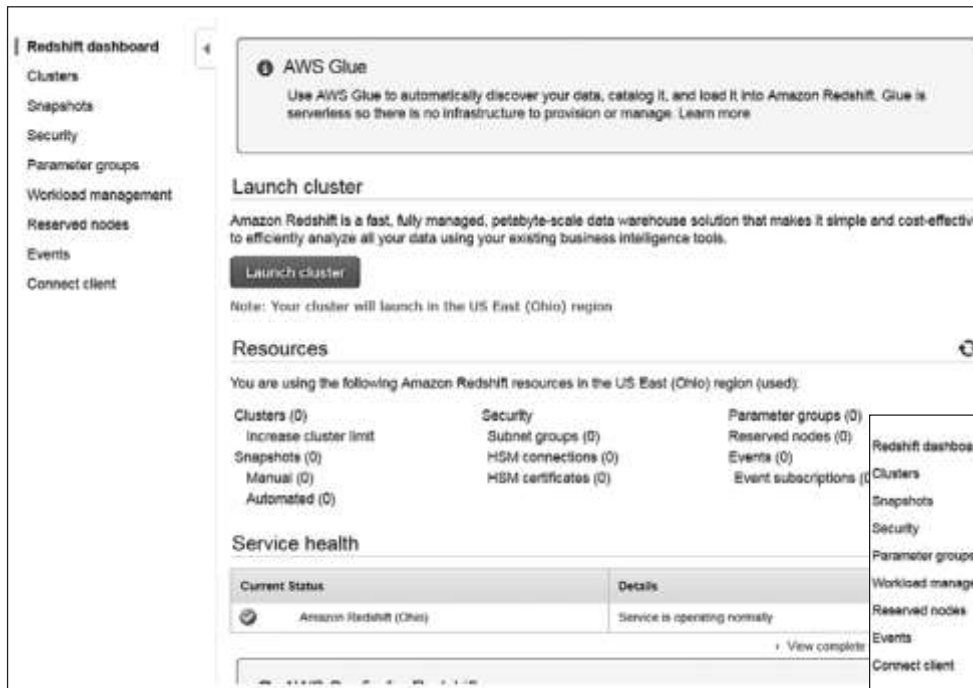 Redshift dashboard
Clusters
Snapshots
Security
Parameter groups
Workload management
Reserved nodes
Events
Connect client
AWS Glue
Use AWS Glue to automatically discover your data, catalog it, and load it into Amazon Redshift. Glue is
serverless so there is no infrastructure to provision or manage. Learn more
Launch cluster
Amazon Redshift is a fast, fully managed, petabyte-scale data warehouse solution that makes it simple and cost-effectiv
to efficiently analyze all your data using your existing business intelligence tools.
Launch cluster
Note: Your cluster will launch in the US East (Ohio) region
Resources
You are using the following Amazon Redshift resources in the US East (Ohio) region (used):
Clusters (0)
Increase cluster limit
Snapshots (0)
Manual (0)
Automated (0)
Security
Subnet groups (0)
HSM connections (0)
HSM certificates (0)
Parameter groups (0)
Reserved nodes (0)
Events (0)
Event subscriptions (0
Service health
Current Status Details
Amazon Redshift (Ohio) Service is operating normally
› View complete
Redshift dashboa
Clusters
Snapshots
Security
Parameter groups
Workload manage
Reserved nodes
Events
Connect client